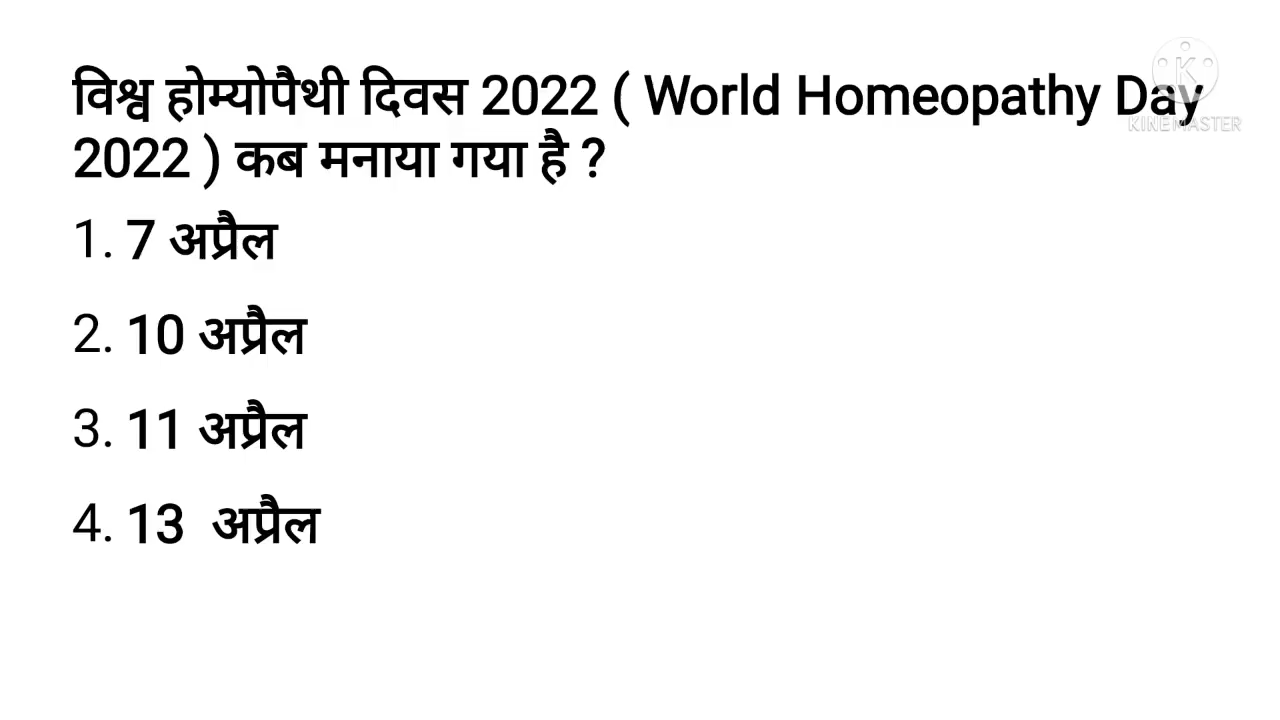 विश्व होम्योपैथी दिवस 2022 ( World Homeopathy Day
2022 ) कब मनाया गया है ?
1. 7 अप्रैल
2. 10 अप्रैल
3. 11 अप्रैल
4. 13 अप्रैल
K
KINEMASTER